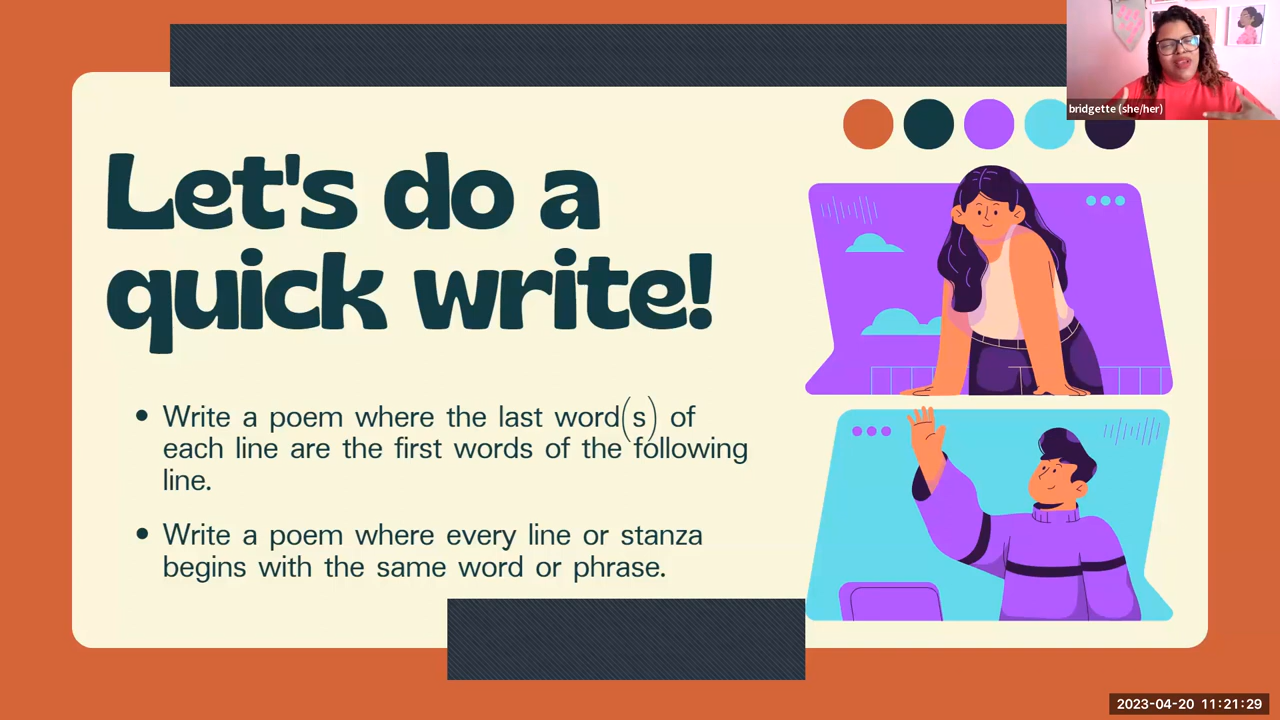 bridgette (she/her)
Let's do a
quick write!
• Write a poem where the last word(s) of
each line are the first words of the following
line.
• Write a poem where every line or stanza
begins with the same word or phrase.
2023-04-20 11:21:29